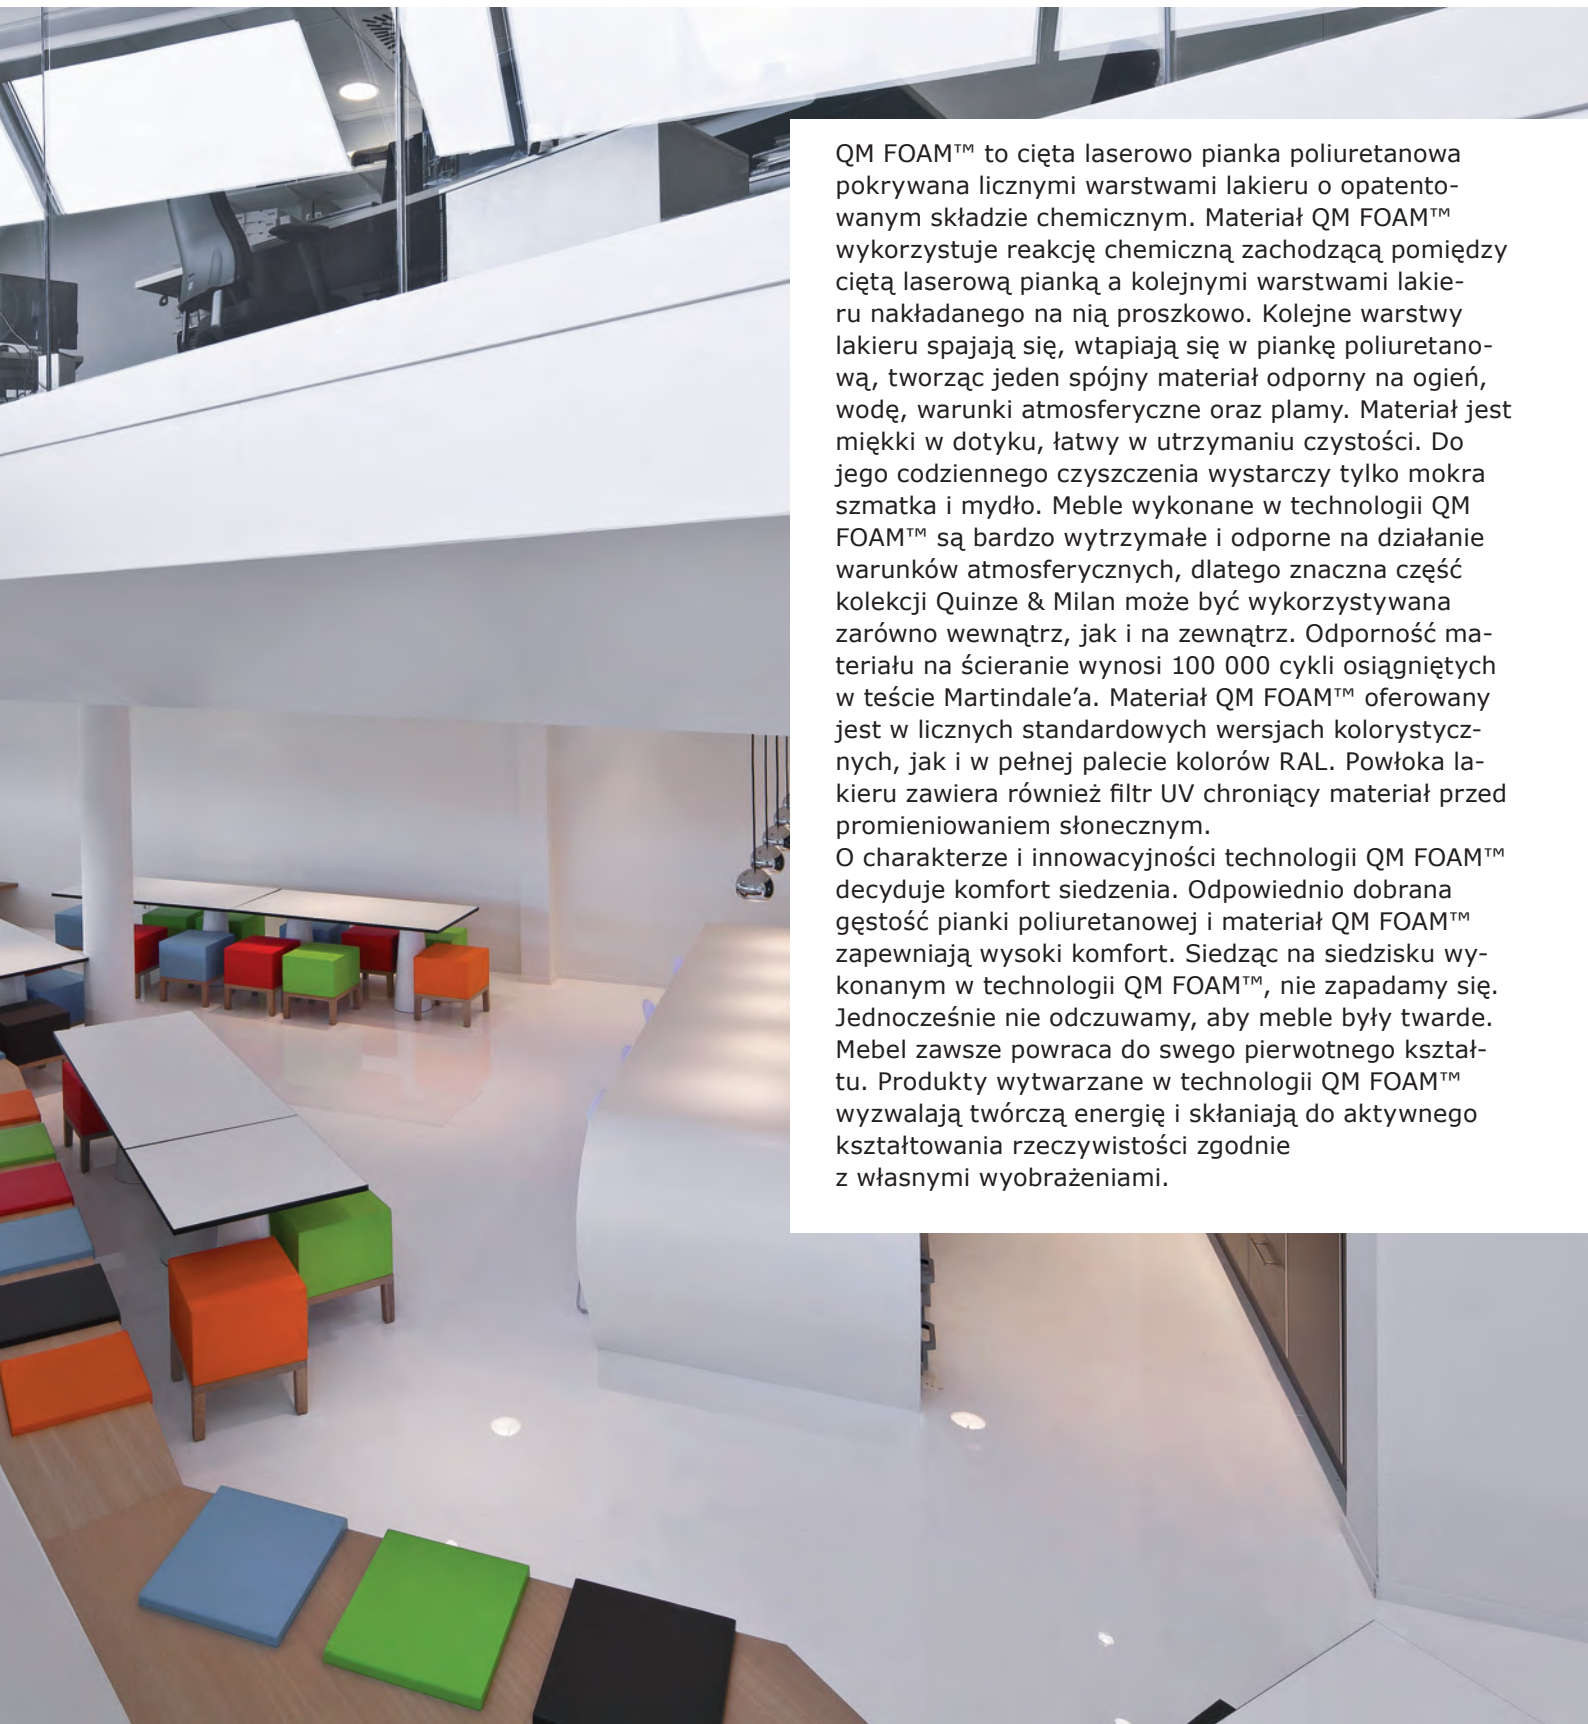 QM FOAM™ to cięta laserowo pianka poliuretanowa
pokrywana licznymi warstwami lakieru o opatento-
wanym składzie chemicznym. Materiał QM FOAM™
wykorzystuje reakcję chemiczną zachodzącą pomiędzy
ciętą laserową pianką a kolejnymi warstwami lakie-
ru nakładanego na nią proszkowo. Kolejne warstwy
lakieru spajają się, wtapiają się w piankę poliuretano-
wą, tworząc jeden spójny materiał odporny na ogień,
wodę, warunki atmosferyczne oraz plamy. Materiał jest
miękki w dotyku, łatwy w utrzymaniu czystości. Do
jego codziennego czyszczenia wystarczy tylko mokra
szmatka i mydło. Meble wykonane w technologii QM
FOAM™ są bardzo wytrzymałe i odporne na działanie
warunków atmosferycznych, dlatego znaczna część
kolekcji Quinze & Milan może być wykorzystywana
zarówno wewnątrz, jak i na zewnątrz. Odporność ma-
teriału na ścieranie wynosi 100 000 cykli osiągniętych
w teście Martindale’a. Materiał QM FOAM™ oferowany
jest w licznych standardowych wersjach kolorystycz-
nych, jak i w pełnej palecie kolorów RAL. Powłoka la-
kieru zawiera również filtr UV chroniący materiał przed
promieniowaniem słonecznym.
O charakterze i innowacyjności technologii QM FOAM™
decyduje komfort siedzenia. Odpowiednio dobrana
gęstość pianki poliuretanowej i materiał QM FOAM™
zapewniają wysoki komfort. Siedząc na siedzisku wy-
konanym w technologii QM FOAM™, nie zapadamy się.
Jednocześnie nie odczuwamy, aby meble były twarde.
Mebel zawsze powraca do swego pierwotnego kształ-
tu. Produkty wytwarzane w technologii QM FOAM™
wyzwalają twórczą energię i skłaniają do aktywnego
kształtowania rzeczywistości zgodnie
z własnymi wyobrażeniami.